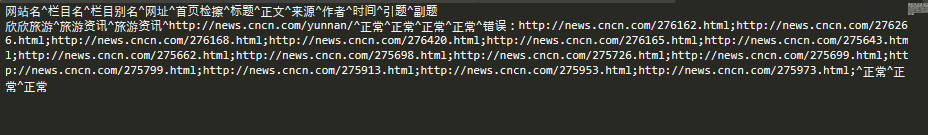 网站名^栏目名^栏目别名^网址^首页检擦^标题^正文^来源^作者^时间^引题^副题
欣欣旅游^旅游资讯^旅游资讯^http://news.cncn.com/yunnan/^正常^正常^正常^正常^错误：http://news.cncn.com/276162.html;http://news.cncn.com/27626
6.html;http://news.cncn.com/276168.html;http://news.cncn.com/276420.html;http://news.cncn.com/276165.html;http://news.cncn.com/275643.htm
l;http://news.cncn.com/275662.html;http://news.cncn.com/275698.html;http://news.cncn.com/275726.html;http://news.cncn.com/275699.html;htt
p://news.cncn.com/275799.html;http://news.cncn.com/275913.html;http://news.cncn.com/275953.html;http://news.cncn.com/275973.html;^正常^正
常^正常